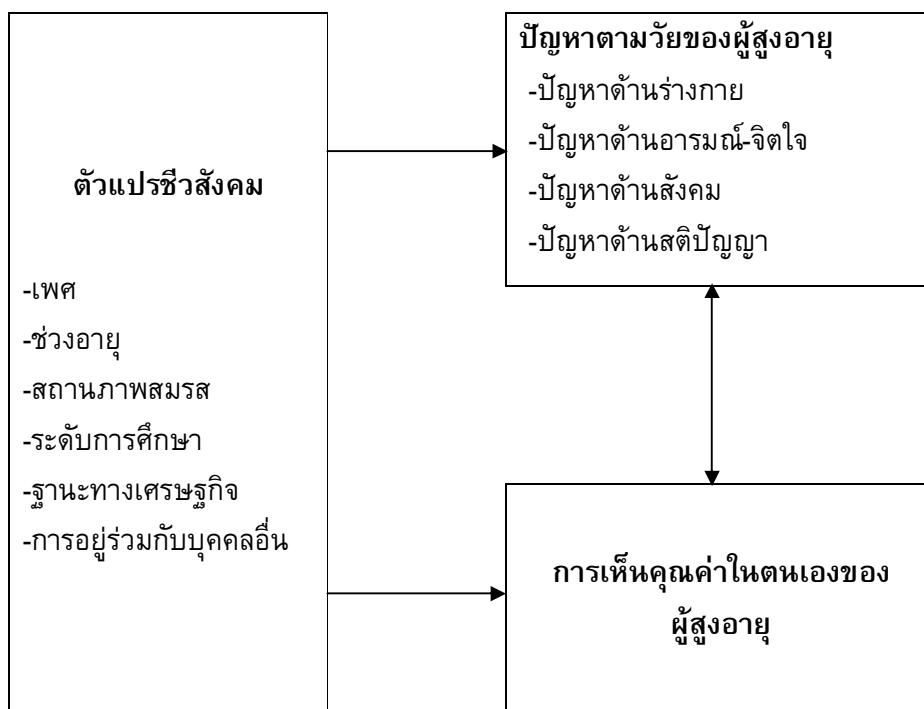 ตัวแปรชีวสังคม
-เพศ
-ช่วงอายุ
-สถานภาพสมรส
-ระดับการศึกษา
-ฐานะทางเศรษฐกิจ
-การอยู่ร่วมกับบุคคลอื่น
ปัญหาตามวัยของผู้สูงอายุ
-ปัญหาด้านร่างกาย
-ปัญหาด้านอารมณ์-จิตใจ
-ปัญหาด้านสังคม
-ปัญหาด้านสติปัญญา
การเห็นคุณค่าในตนเองของ
ผู้สูงอายุ